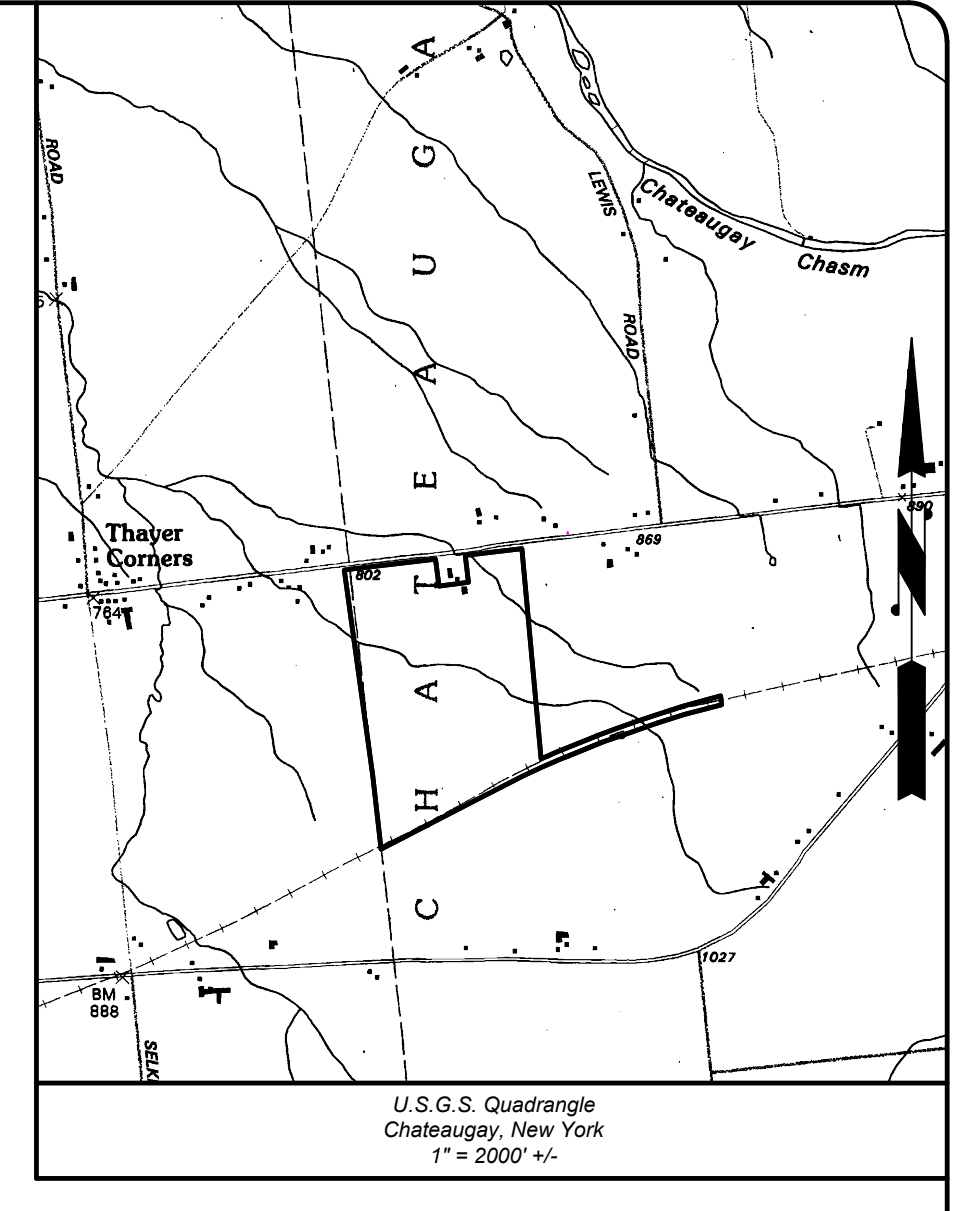 ROAD
LEWIS
ROAD
Chateaugay
Chasm
CHATEAUGA
Thayer
Corners
764
802
869
890
N
1027
BM
888
U.S.G.S. Quadrangle
Chateaugay, New York
1" = 2000' +/-